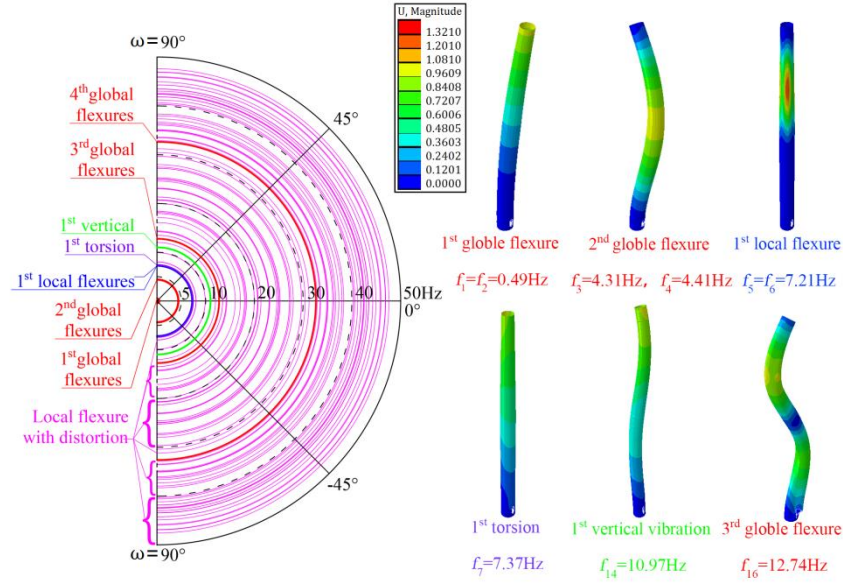 ω=90°
4th global
flexures
3rd global
flexures
1st vertical
1st torsion
1st local flexures
2nd global
flexures
1st global
flexures
Local flexure
with distortion
ω=90°
45°
5
10
20
30
40
50Hz
0°
-45°
U, Magnitude
1.3210
1.2010
1.0810
0.9609
0.8408
0.7207
0.6006
0.4805
0.3603
0.2402
0.1201
0.0000
1st globle flexure
f1=f2=0.49Hz
2nd globe flexure
f3=4.31Hz, f4=4.41Hz
1st local flexure
f5=f6=7.21Hz
1st torsion
f7=7.37Hz
1st vertical vibration
f14=10.97Hz
3rd globle flexure
f16=12.74Hz